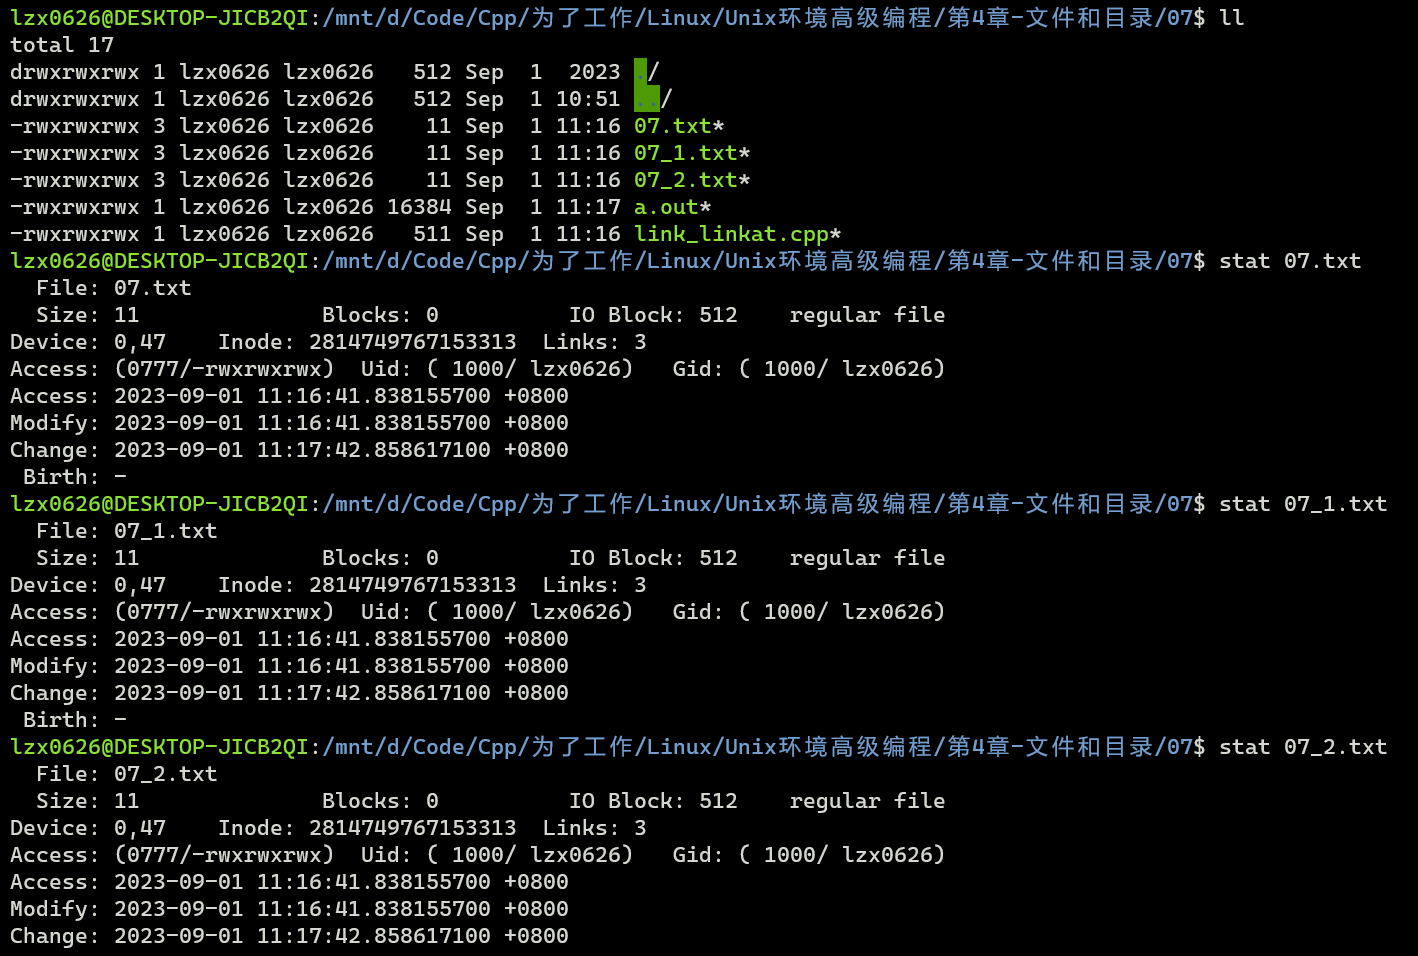 lzx0626@DESKTOP-JICB2QI:/mnt/d/Code/Cpp/为了工作/Linux/Unix环境高级编程/第4章-文件和目录/07$ ll
total 17
drwxrwxrwx 1 lzx0626 lzx0626   512 Sep  1  2023 ./
drwxrwxrwx 1 lzx0626 lzx0626   512 Sep  1 10:51 ../
-rwxrwxrwx 3 lzx0626 lzx0626    11 Sep  1 11:16 07.txt*
-rwxrwxrwx 3 lzx0626 lzx0626    11 Sep  1 11:16 07_1.txt*
-rwxrwxrwx 3 lzx0626 lzx0626    11 Sep  1 11:16 07_2.txt*
-rwxrwxrwx 1 lzx0626 lzx0626 16384 Sep  1 11:17 a.out*
-rwxrwxrwx 1 lzx0626 lzx0626   511 Sep  1 11:16 link_linkat.cpp*
lzx0626@DESKTOP-JICB2QI:/mnt/d/Code/Cpp/为了工作/Linux/Unix环境高级编程/第4章-文件和目录/07$ stat 07.txt
  File: 07.txt
  Size: 11              Blocks: 0          IO Block: 512    regular file
Device: 0,47    Inode: 2814749767153313  Links: 3
Access: (0777/-rwxrwxrwx)  Uid: ( 1000/ lzx0626)   Gid: ( 1000/ lzx0626)
Access: 2023-09-01 11:16:41.838155700 +0800
Modify: 2023-09-01 11:16:41.838155700 +0800
Change: 2023-09-01 11:17:42.858617100 +0800
 Birth: -
lzx0626@DESKTOP-JICB2QI:/mnt/d/Code/Cpp/为了工作/Linux/Unix环境高级编程/第4章-文件和目录/07$ stat 07_1.txt
  File: 07_1.txt
  Size: 11              Blocks: 0          IO Block: 512    regular file
Device: 0,47    Inode: 2814749767153313  Links: 3
Access: (0777/-rwxrwxrwx)  Uid: ( 1000/ lzx0626)   Gid: ( 1000/ lzx0626)
Access: 2023-09-01 11:16:41.838155700 +0800
Modify: 2023-09-01 11:16:41.838155700 +0800
Change: 2023-09-01 11:17:42.858617100 +0800
 Birth: -
lzx0626@DESKTOP-JICB2QI:/mnt/d/Code/Cpp/为了工作/Linux/Unix环境高级编程/第4章-文件和目录/07$ stat 07_2.txt
  File: 07_2.txt
  Size: 11              Blocks: 0          IO Block: 512    regular file
Device: 0,47    Inode: 2814749767153313  Links: 3
Access: (0777/-rwxrwxrwx)  Uid: ( 1000/ lzx0626)   Gid: ( 1000/ lzx0626)
Access: 2023-09-01 11:16:41.838155700 +0800
Modify: 2023-09-01 11:16:41.838155700 +0800
Change: 2023-09-01 11:17:42.858617100 +0800